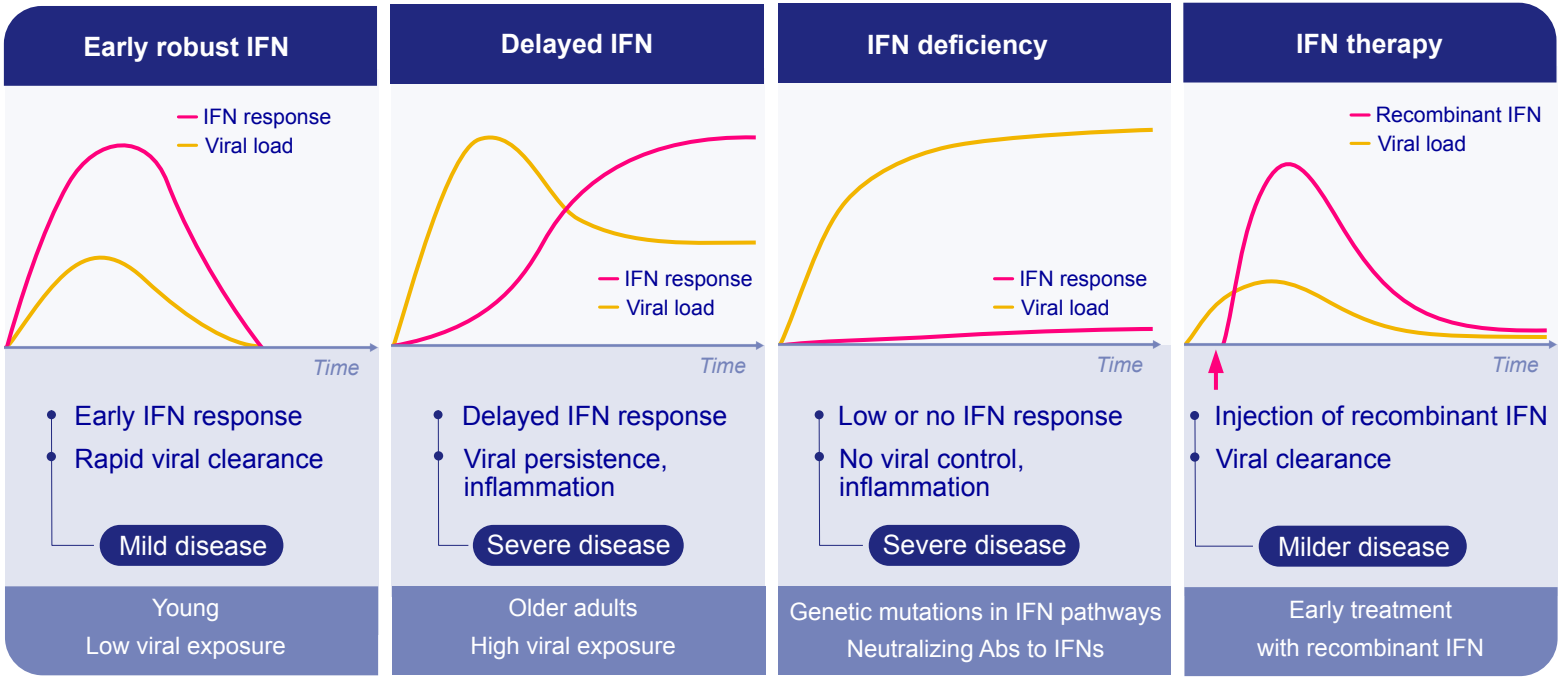 Early robust IFN
IFN response
Viral load
Time
Early IFN response
Rapid viral clearance
Mild disease
Young
Low viral exposure
Delayed IFN
IFN response
Viral load
Time
Delayed IFN response
Viral persistence,
inflammation
Severe disease
Older adults
High viral exposure
IFN deficiency
IFN response
Viral load
Time
Low or no IFN response
No viral control,
inflammation
Severe disease
Genetic mutations in IFN pathways
Neutralizing Abs to IFNs
IFN therapy
Recombinant IFN
Viral load
Time
Injection of recombinant IFN
Viral clearance
Milder disease
Early treatment
with recombinant IFN